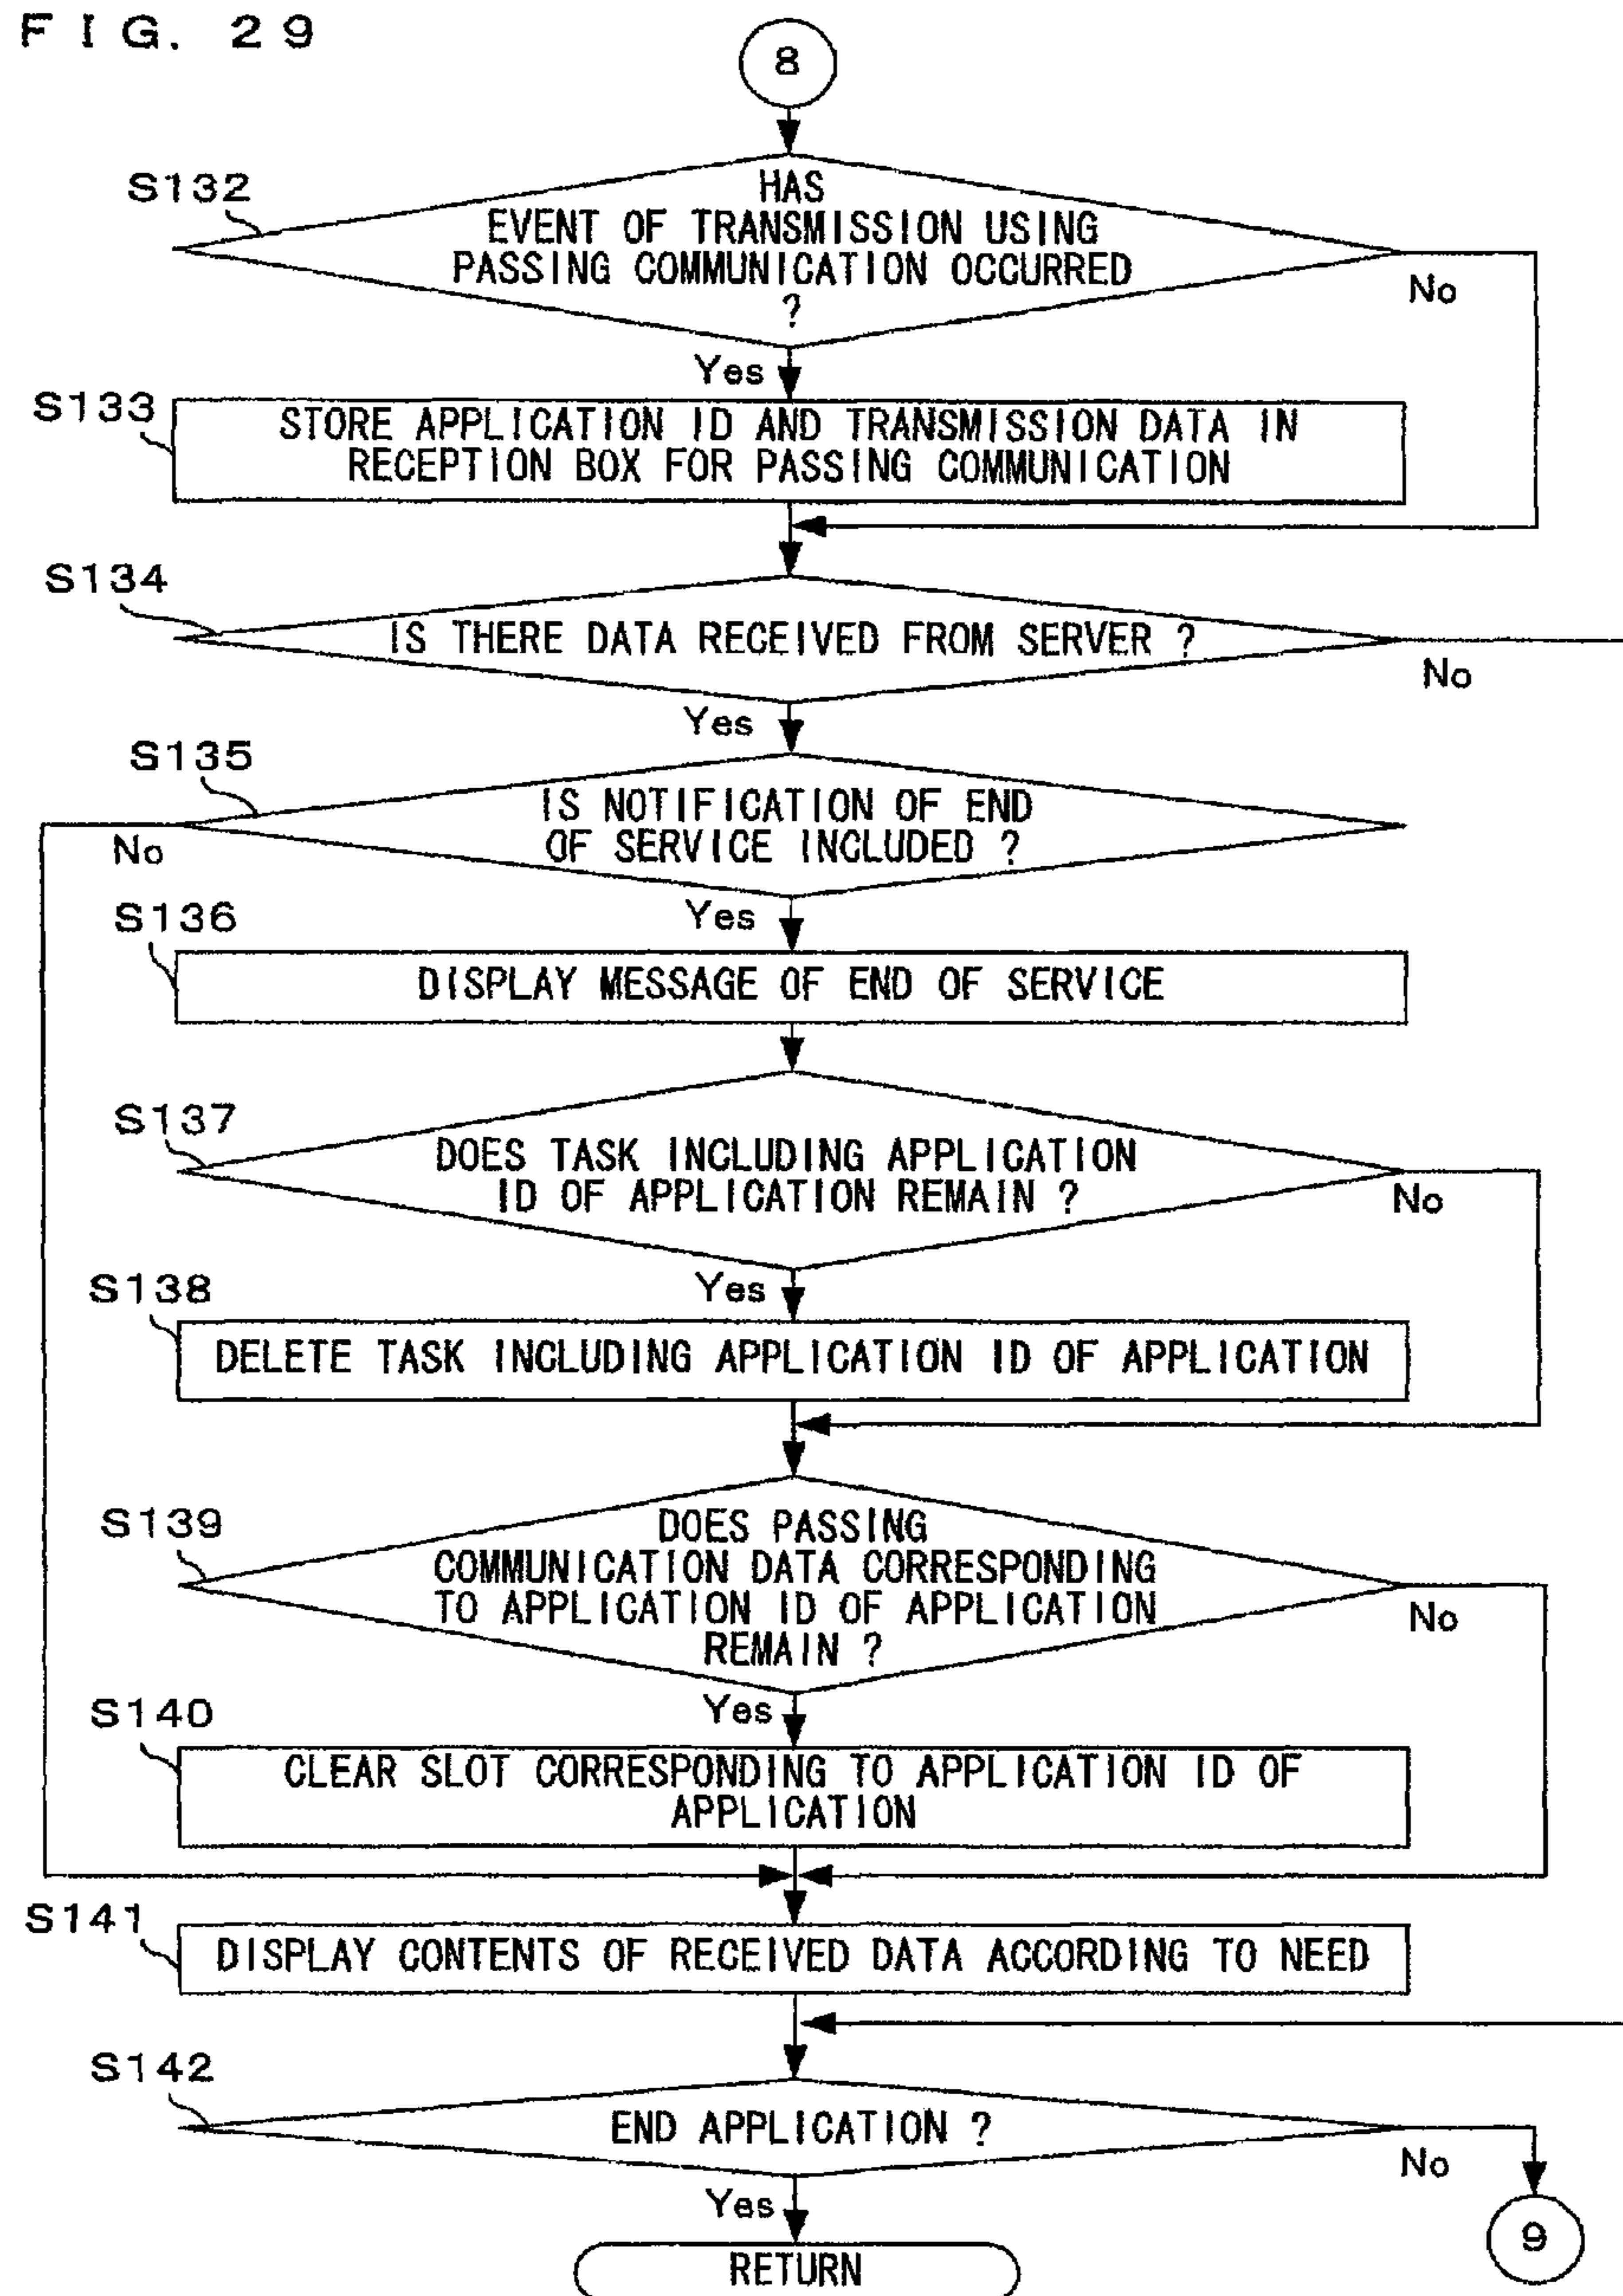 FIG. 29
8
S132
HAS
EVENT OF TRANSMISSION USING
PASSING COMMUNICATION OCCURRED
?
No
Yes
S133
STORE APPLICATION ID AND TRANSMISSION DATA IN
RECEPTION BOX FOR PASSING COMMUNICATION
S134
IS THERE DATA RECEIVED FROM SERVER ?
No
Yes
S135
IS NOTIFICATION OF END
OF SERVICE INCLUDED ?
No
Yes
S136
DISPLAY MESSAGE OF END OF SERVICE
S137
DOES TASK INCLUDING APPLICATION
ID OF APPLICATION REMAIN ?
No
Yes
S138
DELETE TASK INCLUDING APPLICATION ID OF APPLICATION
S139
DOES PASSING
COMMUNICATION DATA CORRESPONDING
TO APPLICATION ID OF APPLICATION
REMAIN ?
No
Yes
S140
CLEAR SLOT CORRESPONDING TO APPLICATION ID OF
APPLICATION
S141
DISPLAY CONTENTS OF RECEIVED DATA ACCORDING TO NEED
S142
END APPLICATION ?
No
Yes
9
RETURN